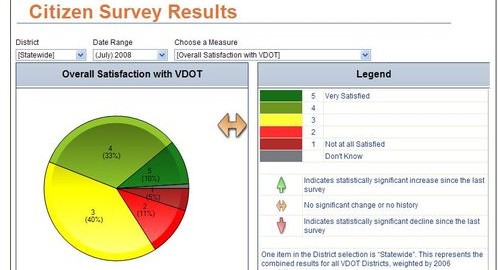 Citizen Survey Results
District
Date Range
Choose a Measure
[Statewide]
(July) 2008
[Overall Satisfaction with VDOT]
Overall Satisfaction with VDOT
4
(33%)
5
(10%)
1
(5%)
2
(11%)
3
(40%)
Legend
5 Very Satisfied
4
3
2
1 Not at all Satisfied
Don't Know
Indicates statistically significant increase since the last
survey
No significant change or no history
Indicates statistically significant decline since the last
survey
One item in the District selection is "Statewide". This represents the
combined results for all VDOT Districts, weighted by 2006